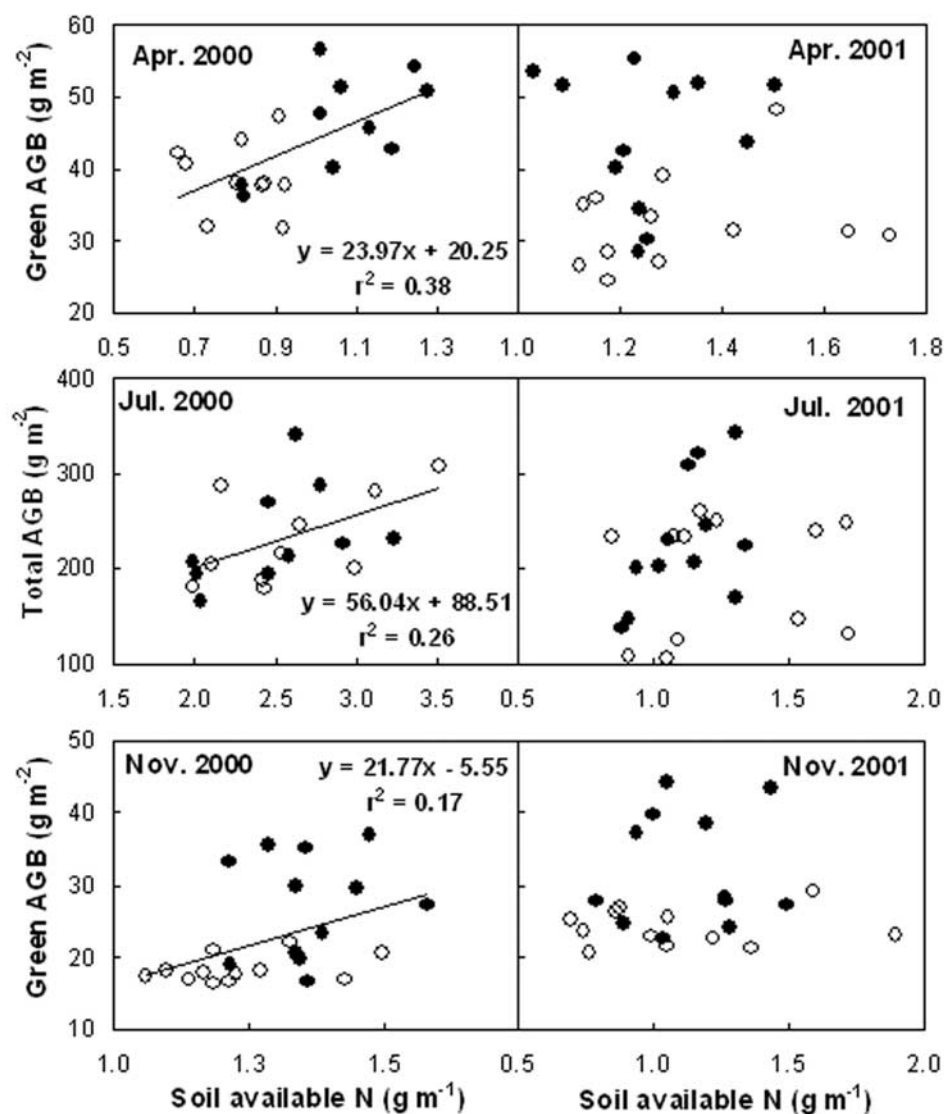 Apr. 2000
Apr. 2001
Green AGB (g m-2)
60
50
40
30
20
y = 23.97x + 20.25
r2 = 0.38
0.5 0.7 0.9 1.1 1.3 1.0 1.2 1.4 1.6 1.8
Jul. 2000
Jul. 2001
Total AGB (g m-2)
400
300
200
100
y = 56.04x + 88.51
r2 = 0.26
1.5 2.0 2.5 3.0 3.5 0.5 1.0 1.5 2.0
Nov. 2000
y = 21.77x - 5.55
r2 = 0.17
Nov. 2001
Green AGB (g m-2)
50
40
30
20
10
1.0 1.3 1.5 0.5 1.0 1.5 2.0
Soil available N (g m-1) Soil available N (g m-1)